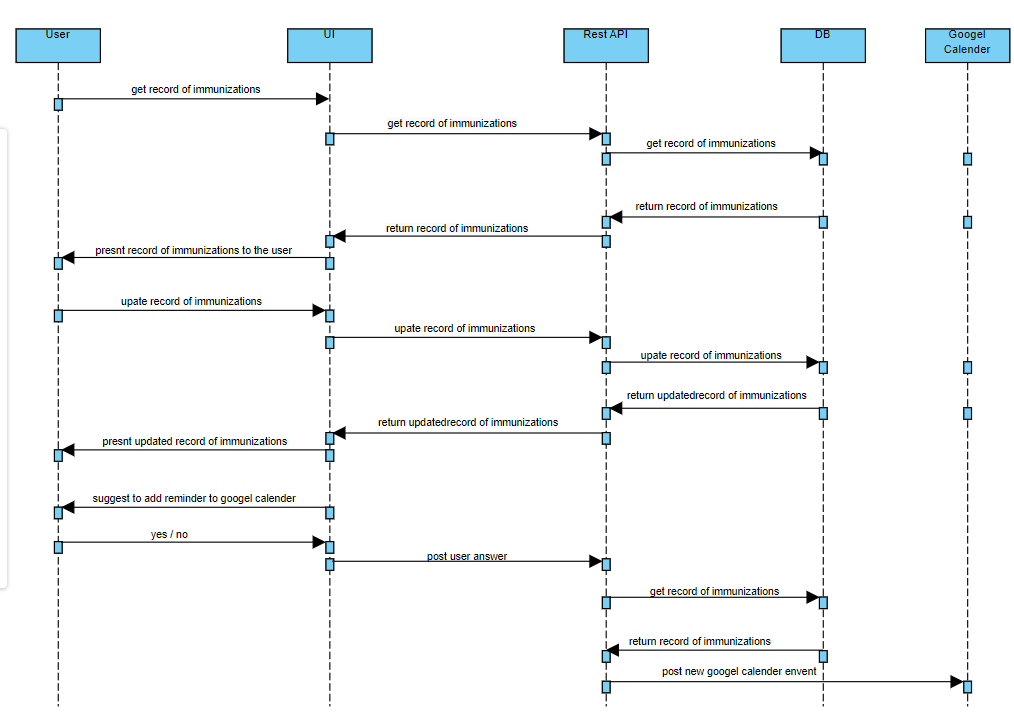 User
UI
Rest API
DB
Googel
Calender
get record of immunizations
get record of immunizations
get record of immunizations
return record of immunizations
return record of immunizations
presnt record of immunizations to the user
upate record of immunizations
upate record of immunizations
upate record of immunizations
return updatedrecord of immunizations
return updatedrecord of immunizations
presnt updated record of immunizations
suggest to add reminder to googel calender
yes / no
post user answer
get record of immunizations
return record of immunizations
post new googel calender envent